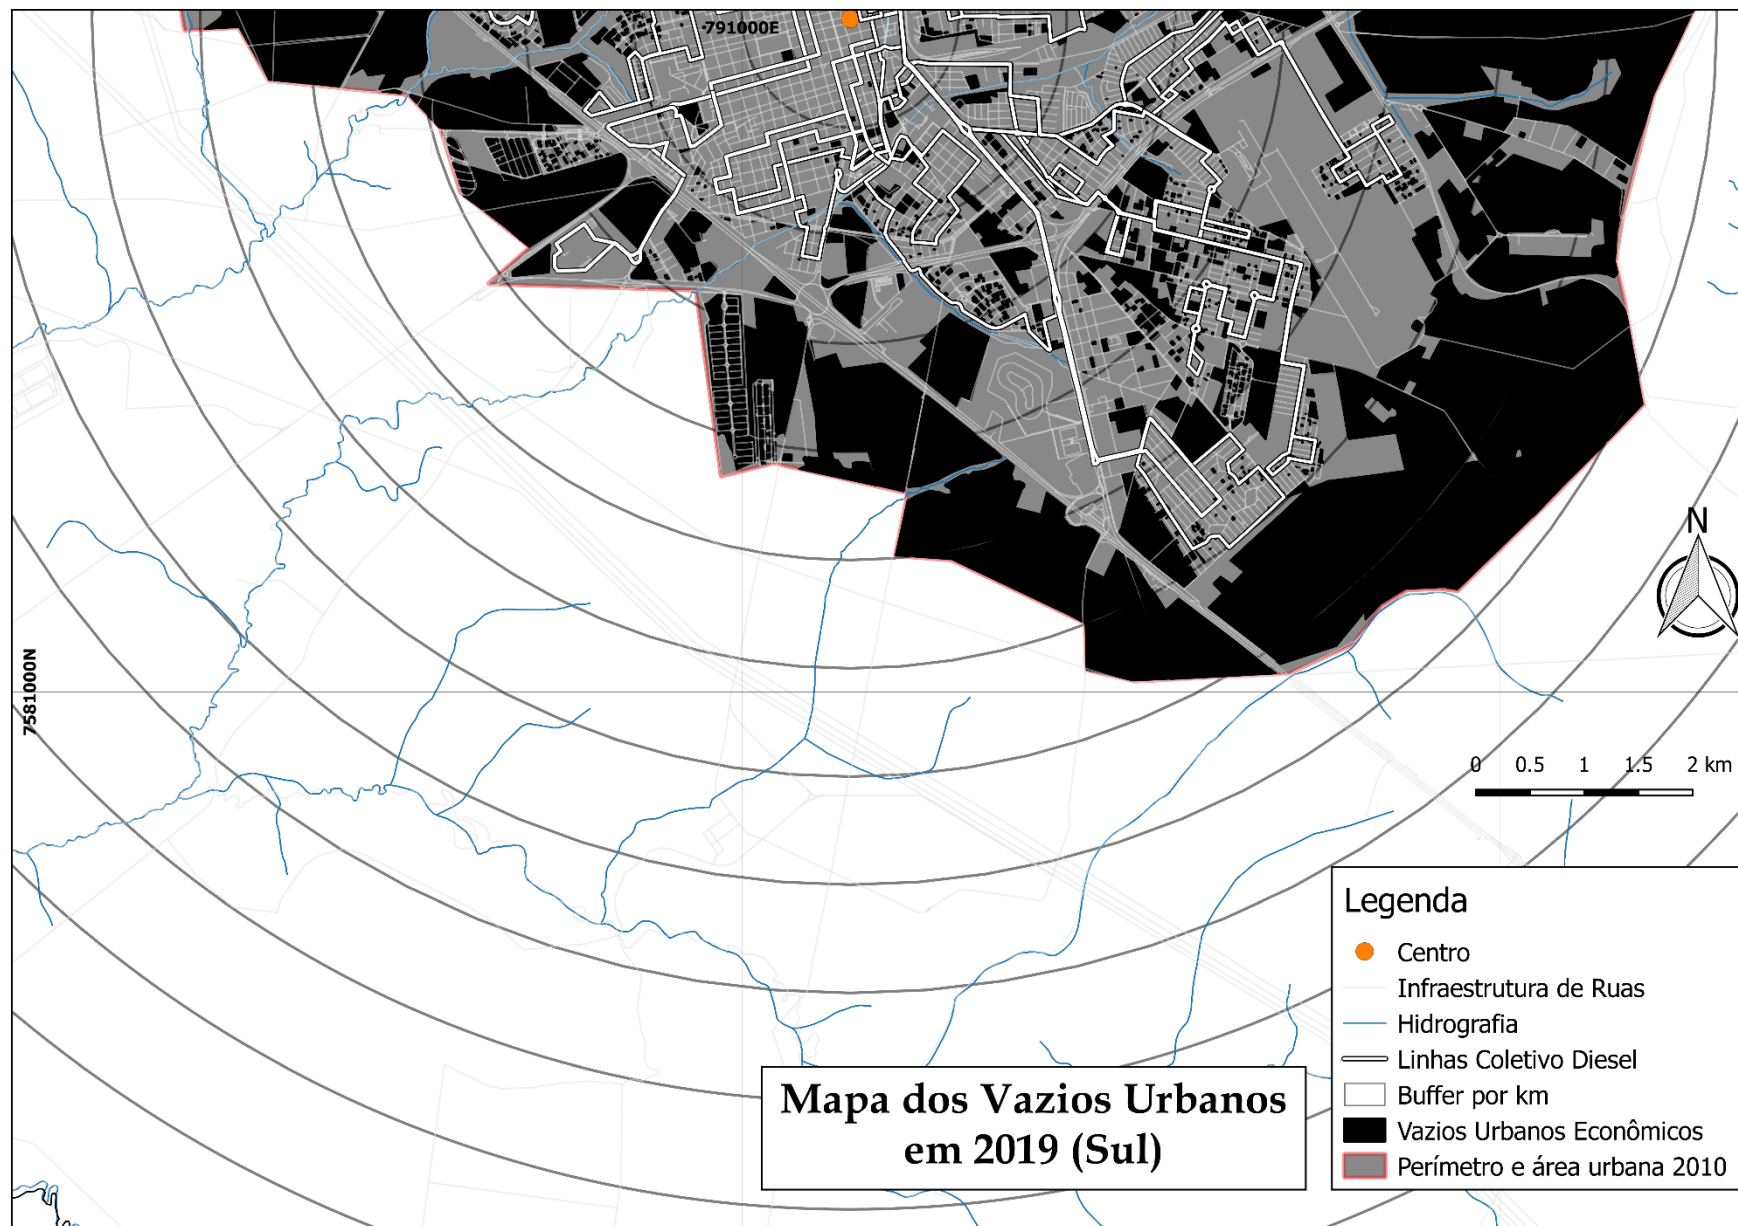 791000E
7581000N
N
0 0.5 1 1.5 2 km
Legenda
Centro
Infraestrutura de Ruas
Hidrografia
Linhas Coletivo Diesel
Buffer por km
Vazios Urbanos Econômicos
Perímetro e área urbana 2010
Mapa dos Vazios Urbanos
em 2019 (Sul)